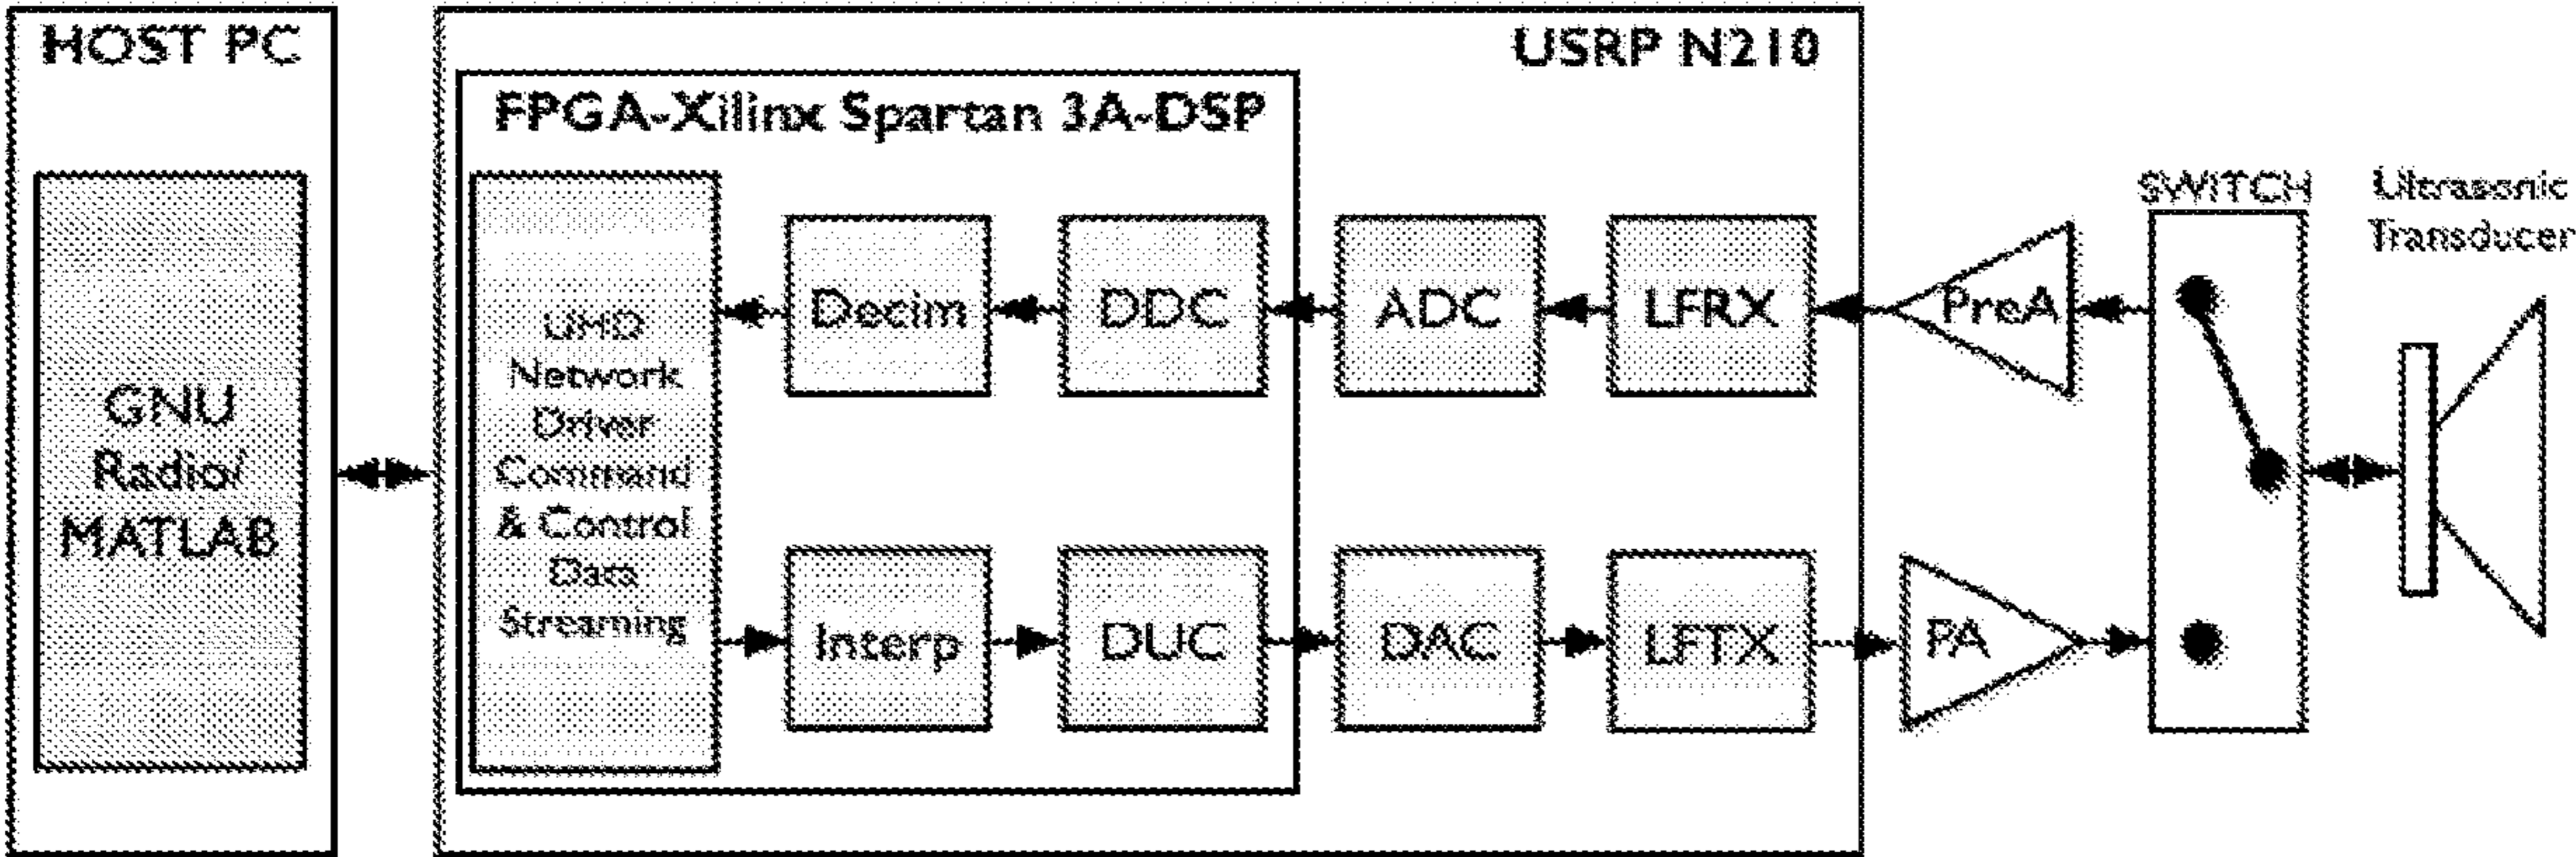 HOST PC
GNU
Radio/
MATLAB
USRP N210
FPGA-Xilinx Spartan 3A-DSP
UHD
Network
Driver
Command
& Control
Data
Streaming
Decim
DDC
ADC
LFRX
PreA
Interp
DUC
DAC
LFTX
PA
SWITCH
Ultrasonic
Transducer